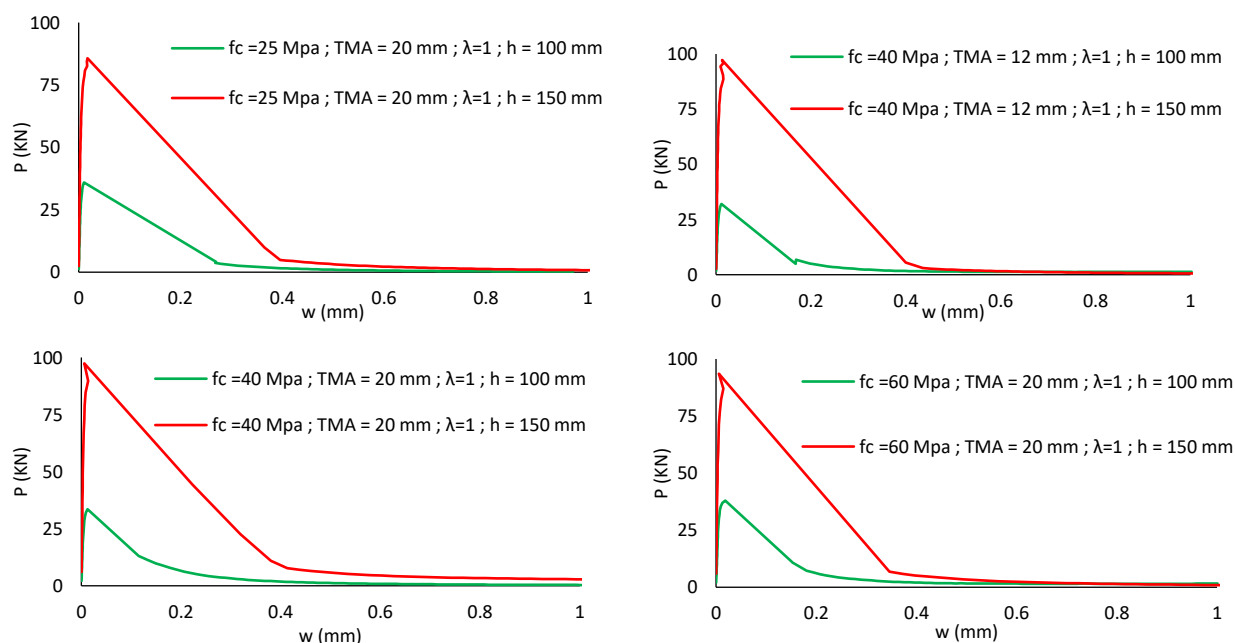 100
75
50
25
0
P (KN)
fc =25 Mpa ; TMA = 20 mm ; λ=1 ; h = 100 mm
fc =25 Mpa ; TMA = 20 mm ; λ=1 ; h = 150 mm
0 0.2 0.4 0.6 0.8 1
w (mm)
100
75
50
25
0
P (KN)
fc =40 Mpa ; TMA = 12 mm ; λ=1 ; h = 100 mm
fc =40 Mpa ; TMA = 12 mm ; λ=1 ; h = 150 mm
0 0.2 0.4 0.6 0.8 1
w (mm)
100
75
50
25
0
P (KN)
fc =40 Mpa ; TMA = 20 mm ; λ=1 ; h = 100 mm
fc =40 Mpa ; TMA = 20 mm ; λ=1 ; h = 150 mm
0 0.2 0.4 0.6 0.8 1
w (mm)
100
75
50
25
0
P (KN)
fc =60 Mpa ; TMA = 20 mm ; λ=1 ; h = 100 mm
fc =60 Mpa ; TMA = 20 mm ; λ=1 ; h = 150 mm
0 0.2 0.4 0.6 0.8 1
w (mm)